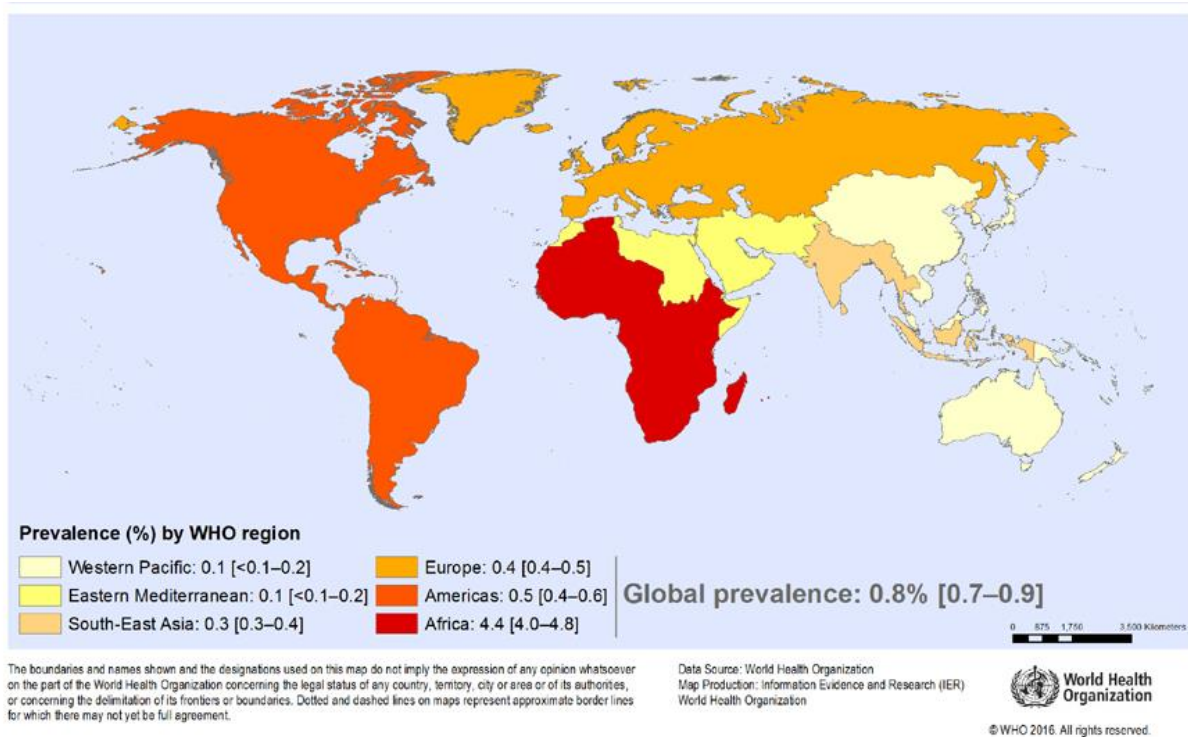 Prevalence (%) by WHO region
Western Pacific: 0.1 [<0.1–0.2]
Eastern Mediterranean: 0.1 [<0.1–0.2]
South-East Asia: 0.3 [0.3–0.4]
Europe: 0.4 [0.4–0.5]
Americas: 0.5 [0.4–0.6]
Africa: 4.4 [4.0–4.8]
Global prevalence: 0.8% [0.7–0.9]
0 875 1,750 3,500 Kilometers
The boundaries and names shown and the designations used on this map do not imply the expression of any opinion whatsoever
on the part of the World Health Organization concerning the legal status of any country, territory, city or area or of its authorities,
or concerning the delimitation of its frontiers or boundaries. Dotted and dashed lines on maps represent approximate border lines
for which there may not yet be full agreement.
Data Source: World Health Organization
Map Production: Information Evidence and Research (IER)
World Health Organization
World Health
Organization
© WHO 2016. All rights reserved.